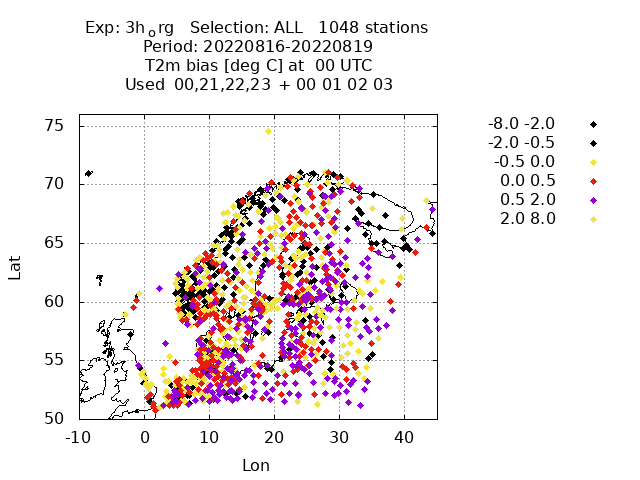 Exp: 3h_o rg Selection: ALL 1048 stations
Period: 20220816-20220819
T2m bias [deg C] at 00 UTC
Used 00,21,22,23 + 00 01 02 03
-8.0 -2.0
-2.0 -0.5
-0.5 0.0
0.0 0.5
0.5 2.0
2.0 8.0
75
70
65
60
55
50
Lat
-10 0 10 20 30 40
Lon